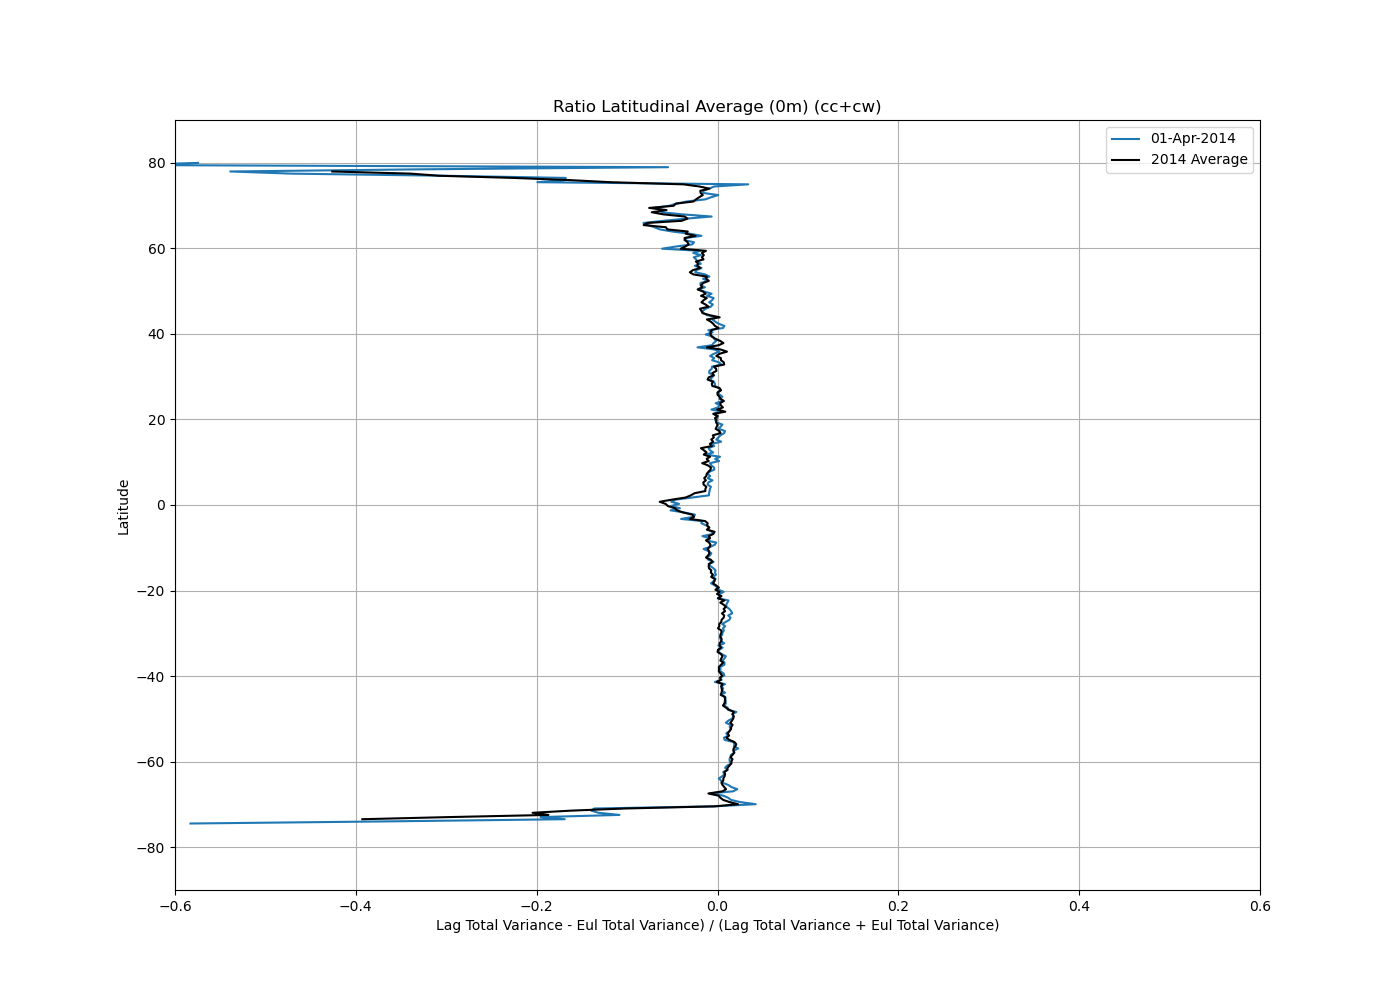 Ratio Latitudinal Average (0m) (cc+cw)
01-Apr-2014
2014 Average
80
60
40
20
0
−20
−40
−60
−80
Latitude
−0.6 −0.4 −0.2 0.0 0.2 0.4 0.6
Lag Total Variance - Eul Total Variance) / (Lag Total Variance + Eul Total Variance)